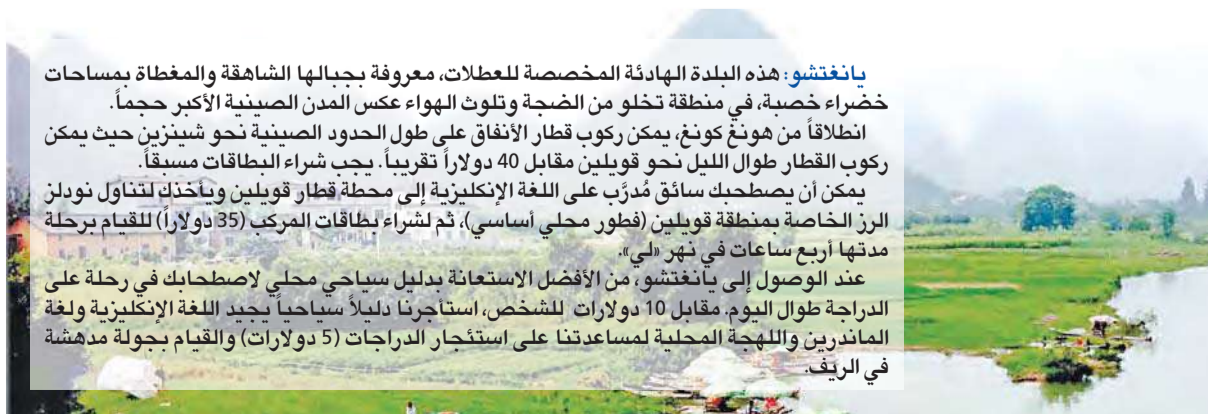 يانغتشو: هذه البلدة الهادئة المخصصة للعطلات، معروفة بجبالها الشاهقة والمغطاة بمساحات
خضراء خصبة، في منطقة تخلو من الضجة وتلوث الهواء عكس المدن الصينية الأكبر حجماً.
انطلاقاً من هونغ كونغ، يمكن ركوب قطار الأنفاق على طول الحدود الصينية نحو شينزين حيث يمكن
ركوب القطار طوال الليل نحو قويلين مقابل 40 دولاراً تقريباً. يجب شراء البطاقات مسبقاً.
يمكن أن يصطحبك سائق مُدرَّب على اللغة الإنكليزية إلى محطة قطار قويلين ويأخذك لتناول نودلز
الرز الخاصة بمنطقة قويلين (فطور محلي أساسي)، ثم لشراء بطاقات المركب (35 دولاراً) للقيام برحلة
مدتها أربع ساعات في نهر «لي».
عند الوصول إلى يانغتشو، من الأفضل الاستعانة بدليل سياحي محلي لاصطحابك في رحلة على
الدراجة طوال اليوم. مقابل 10 دولارات للشخص، استأجرنا دليلاً سياحياً يجيد اللغة الإنكليزية ولغة
الماندرين واللهجة المحلية لمساعدتنا على استئجار الدراجات (5 دولارات) والقيام بجولة مدهشة
في الريف.